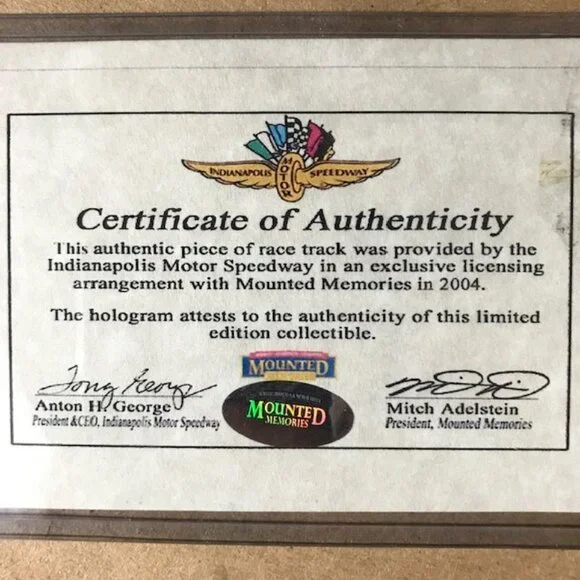 INDIANAPOLIS MOTOR SPEEDWAY
Certificate of Authenticity
This authentic piece of race track was provided by the
Indianapolis Motor Speedway in an exclusive licensing
arrangement with Mounted Memories in 2004.
The hologram attests to the authenticity of this limited
edition collectible.
MOUNTED
Tony George
Anton H. George
President &CEO, Indianapolis Motor Speedway
MOUNTED
MEMORIES
Mitch Adelstein
President, Mounted Memories